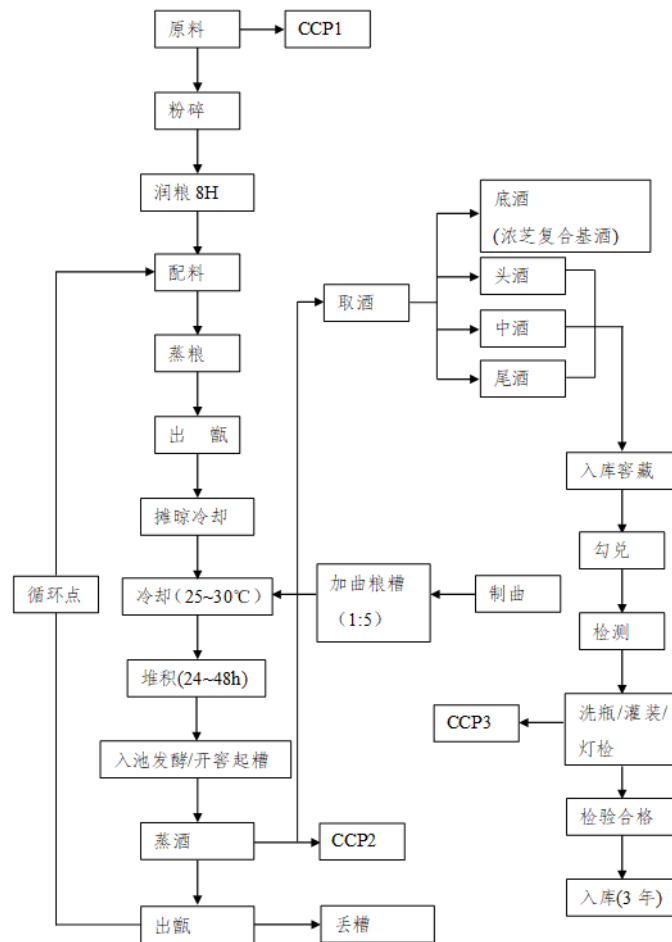 原料
CCP1
粉碎
润粮 8H
配料
蒸粮
出 甑
摊晾冷却
循环点
冷却（25~30℃）
加曲粮糟
（1:5）
制曲
堆积(24~48h)
入池发酵/开窖起糟
蒸酒
CCP2
出甑
丢糟
取酒
底酒
(浓芝复合基酒)
头酒
中酒
尾酒
入库窖藏
勾兑
检测
洗瓶/灌装/
灯检
CCP3
检验合格
入库(3 年)